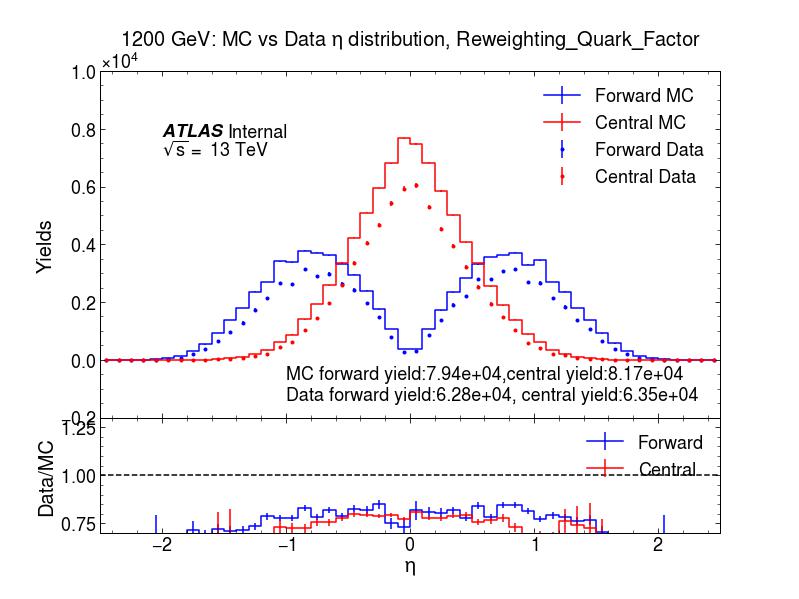 1200 GeV: MC vs Data η distribution, Reweighting_Quark_Factor
×10⁴
1.0
0.8
0.6
0.4
0.2
0.0
0.2
Yields
ATLAS Internal
√s = 13 TeV
Forward MC
Central MC
Forward Data
Central Data
MC forward yield:7.94e+04,central yield:8.17e+04
Data forward yield:6.28e+04, central yield:6.35e+04
1.25
1.00
0.75
Data/MC
Forward
Central
−2
−1
0
1
2
η